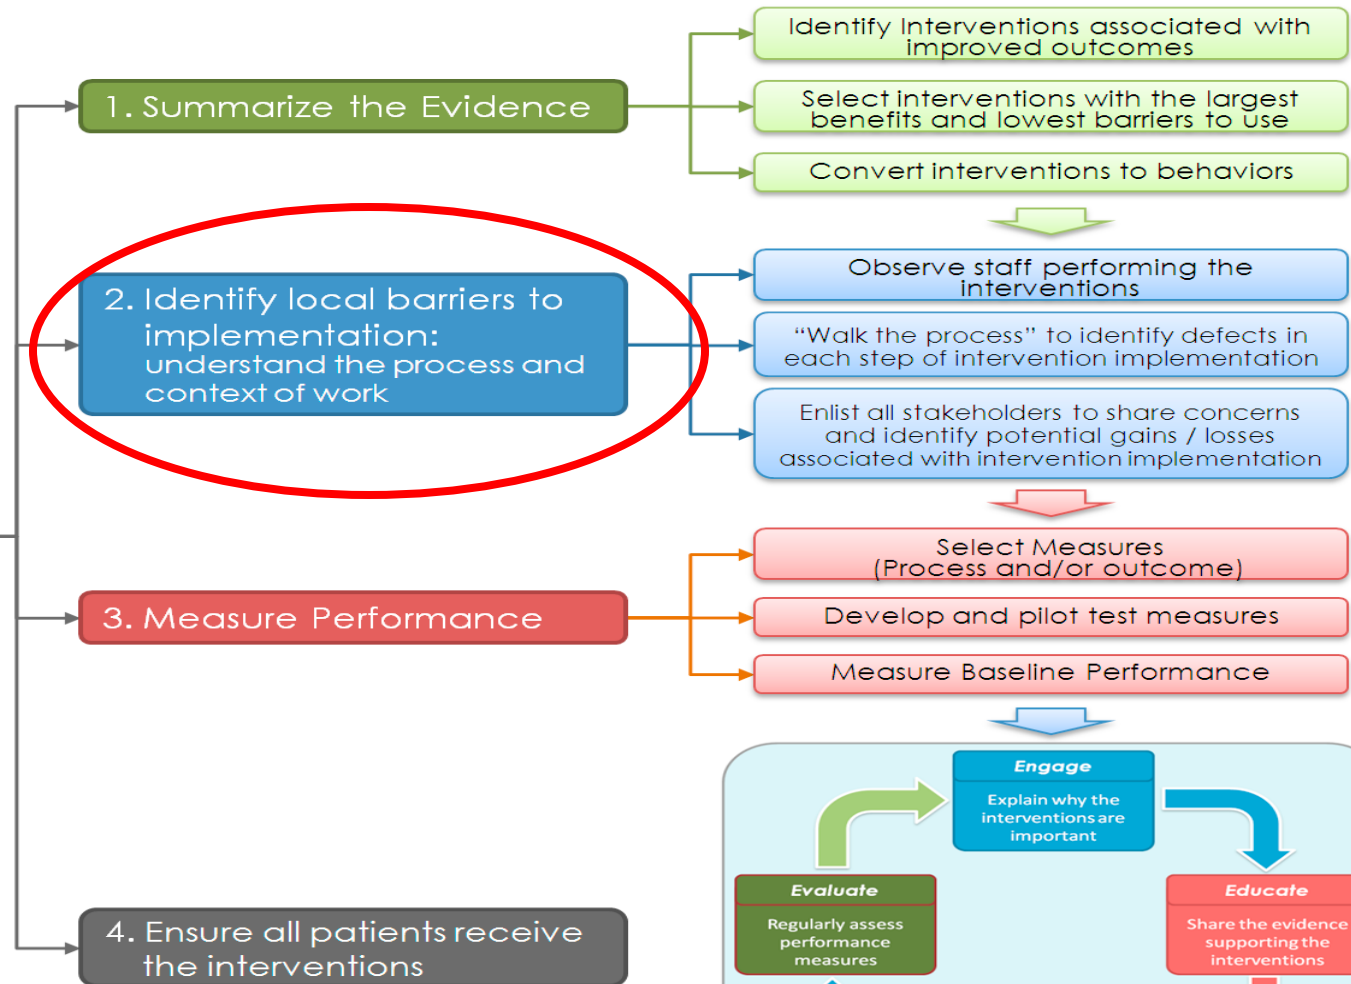 1. Summarize the Evidence
Identify Interventions associated with
improved outcomes
Select interventions with the largest
benefits and lowest barriers to use
Convert interventions to behaviors
2. Identify local barriers to
implementation:
understand the process and
context of work
Observe staff performing the
interventions
“Walk the process” to identify defects in
each step of intervention implementation
Enlist all stakeholders to share concerns
and identify potential gains / losses
associated with intervention implementation
3. Measure Performance
Select Measures
(Process and/or outcome)
Develop and pilot test measures
Measure Baseline Performance
4. Ensure all patients receive
the interventions
Engage
Explain why the
interventions are
important
Evaluate
Regularly assess
performance
measures
Educate
Share the evidence
supporting the
interventions